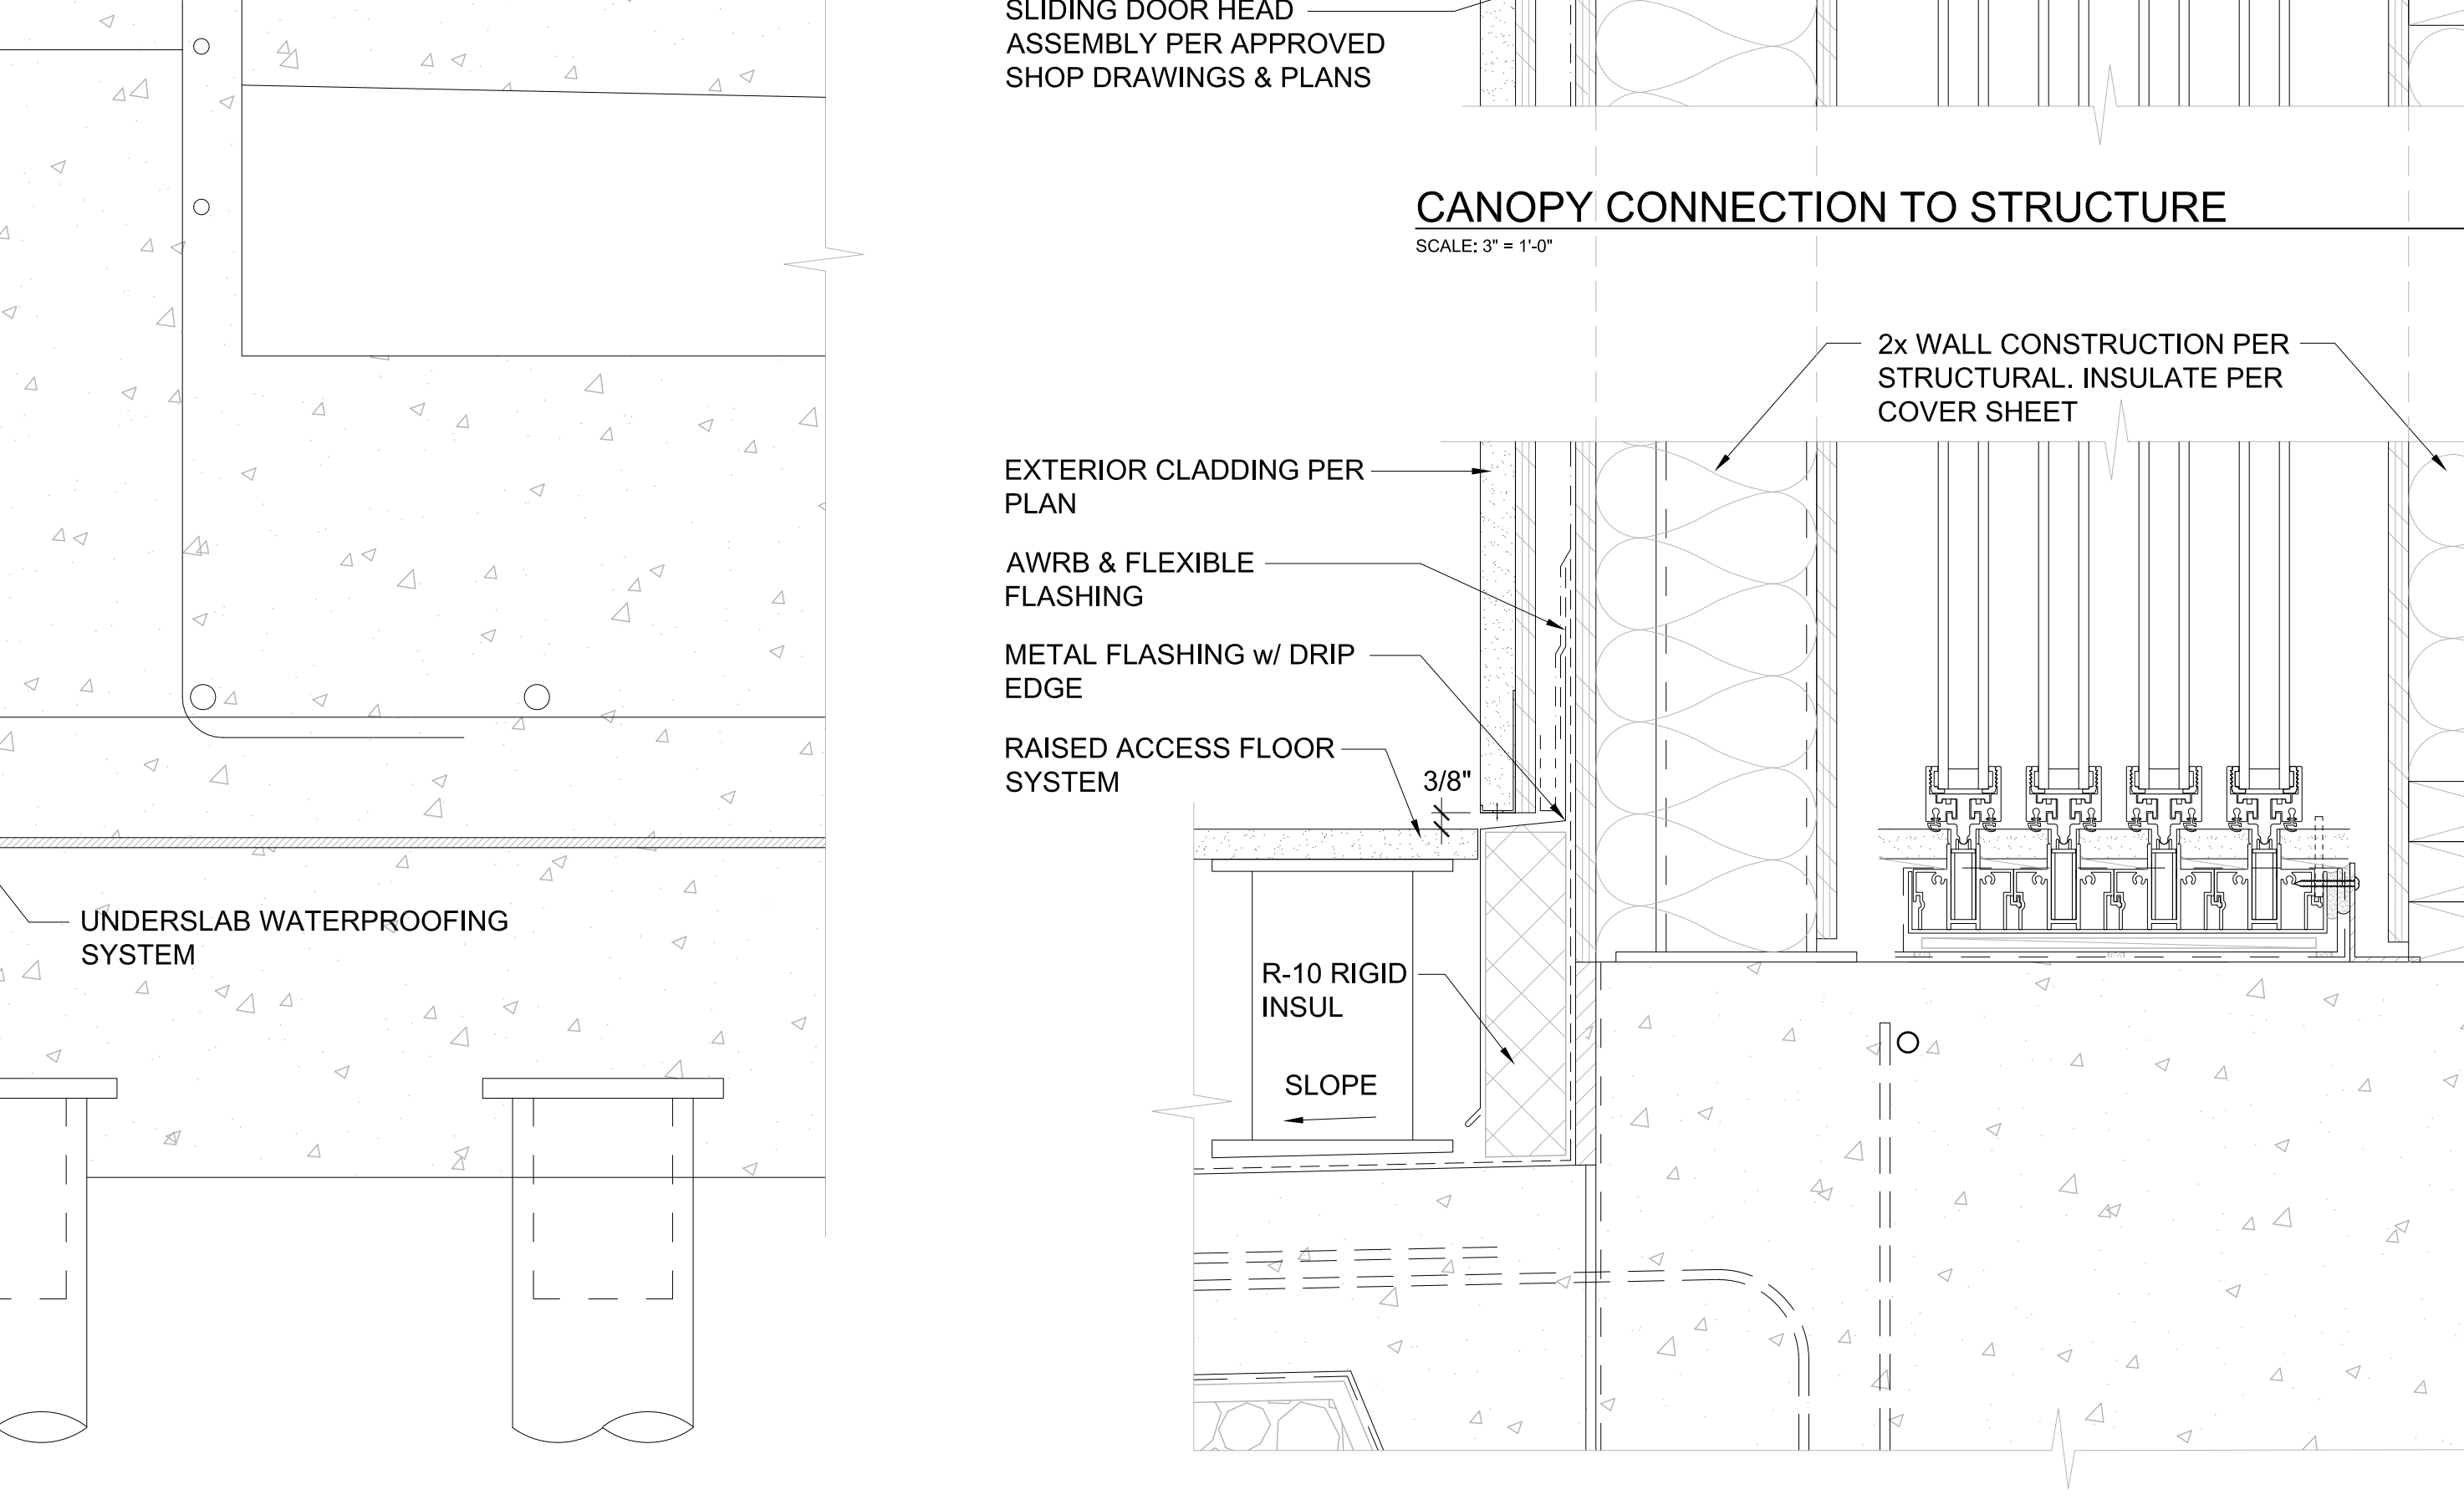 SLIDING DOOR HEAD
ASSEMBLY PER APPROVED
SHOP DRAWINGS & PLANS
CANOPY CONNECTION TO STRUCTURE
SCALE: 3" = 1'-0"
2x WALL CONSTRUCTION PER
STRUCTURAL. INSULATE PER
COVER SHEET
EXTERIOR CLADDING PER
PLAN
AWRB & FLEXIBLE
FLASHING
METAL FLASHING w/ DRIP
EDGE
RAISED ACCESS FLOOR
SYSTEM
3/8"
UNDERSLAB WATERPROOFING
SYSTEM
R-10 RIGID
INSUL
SLOPE